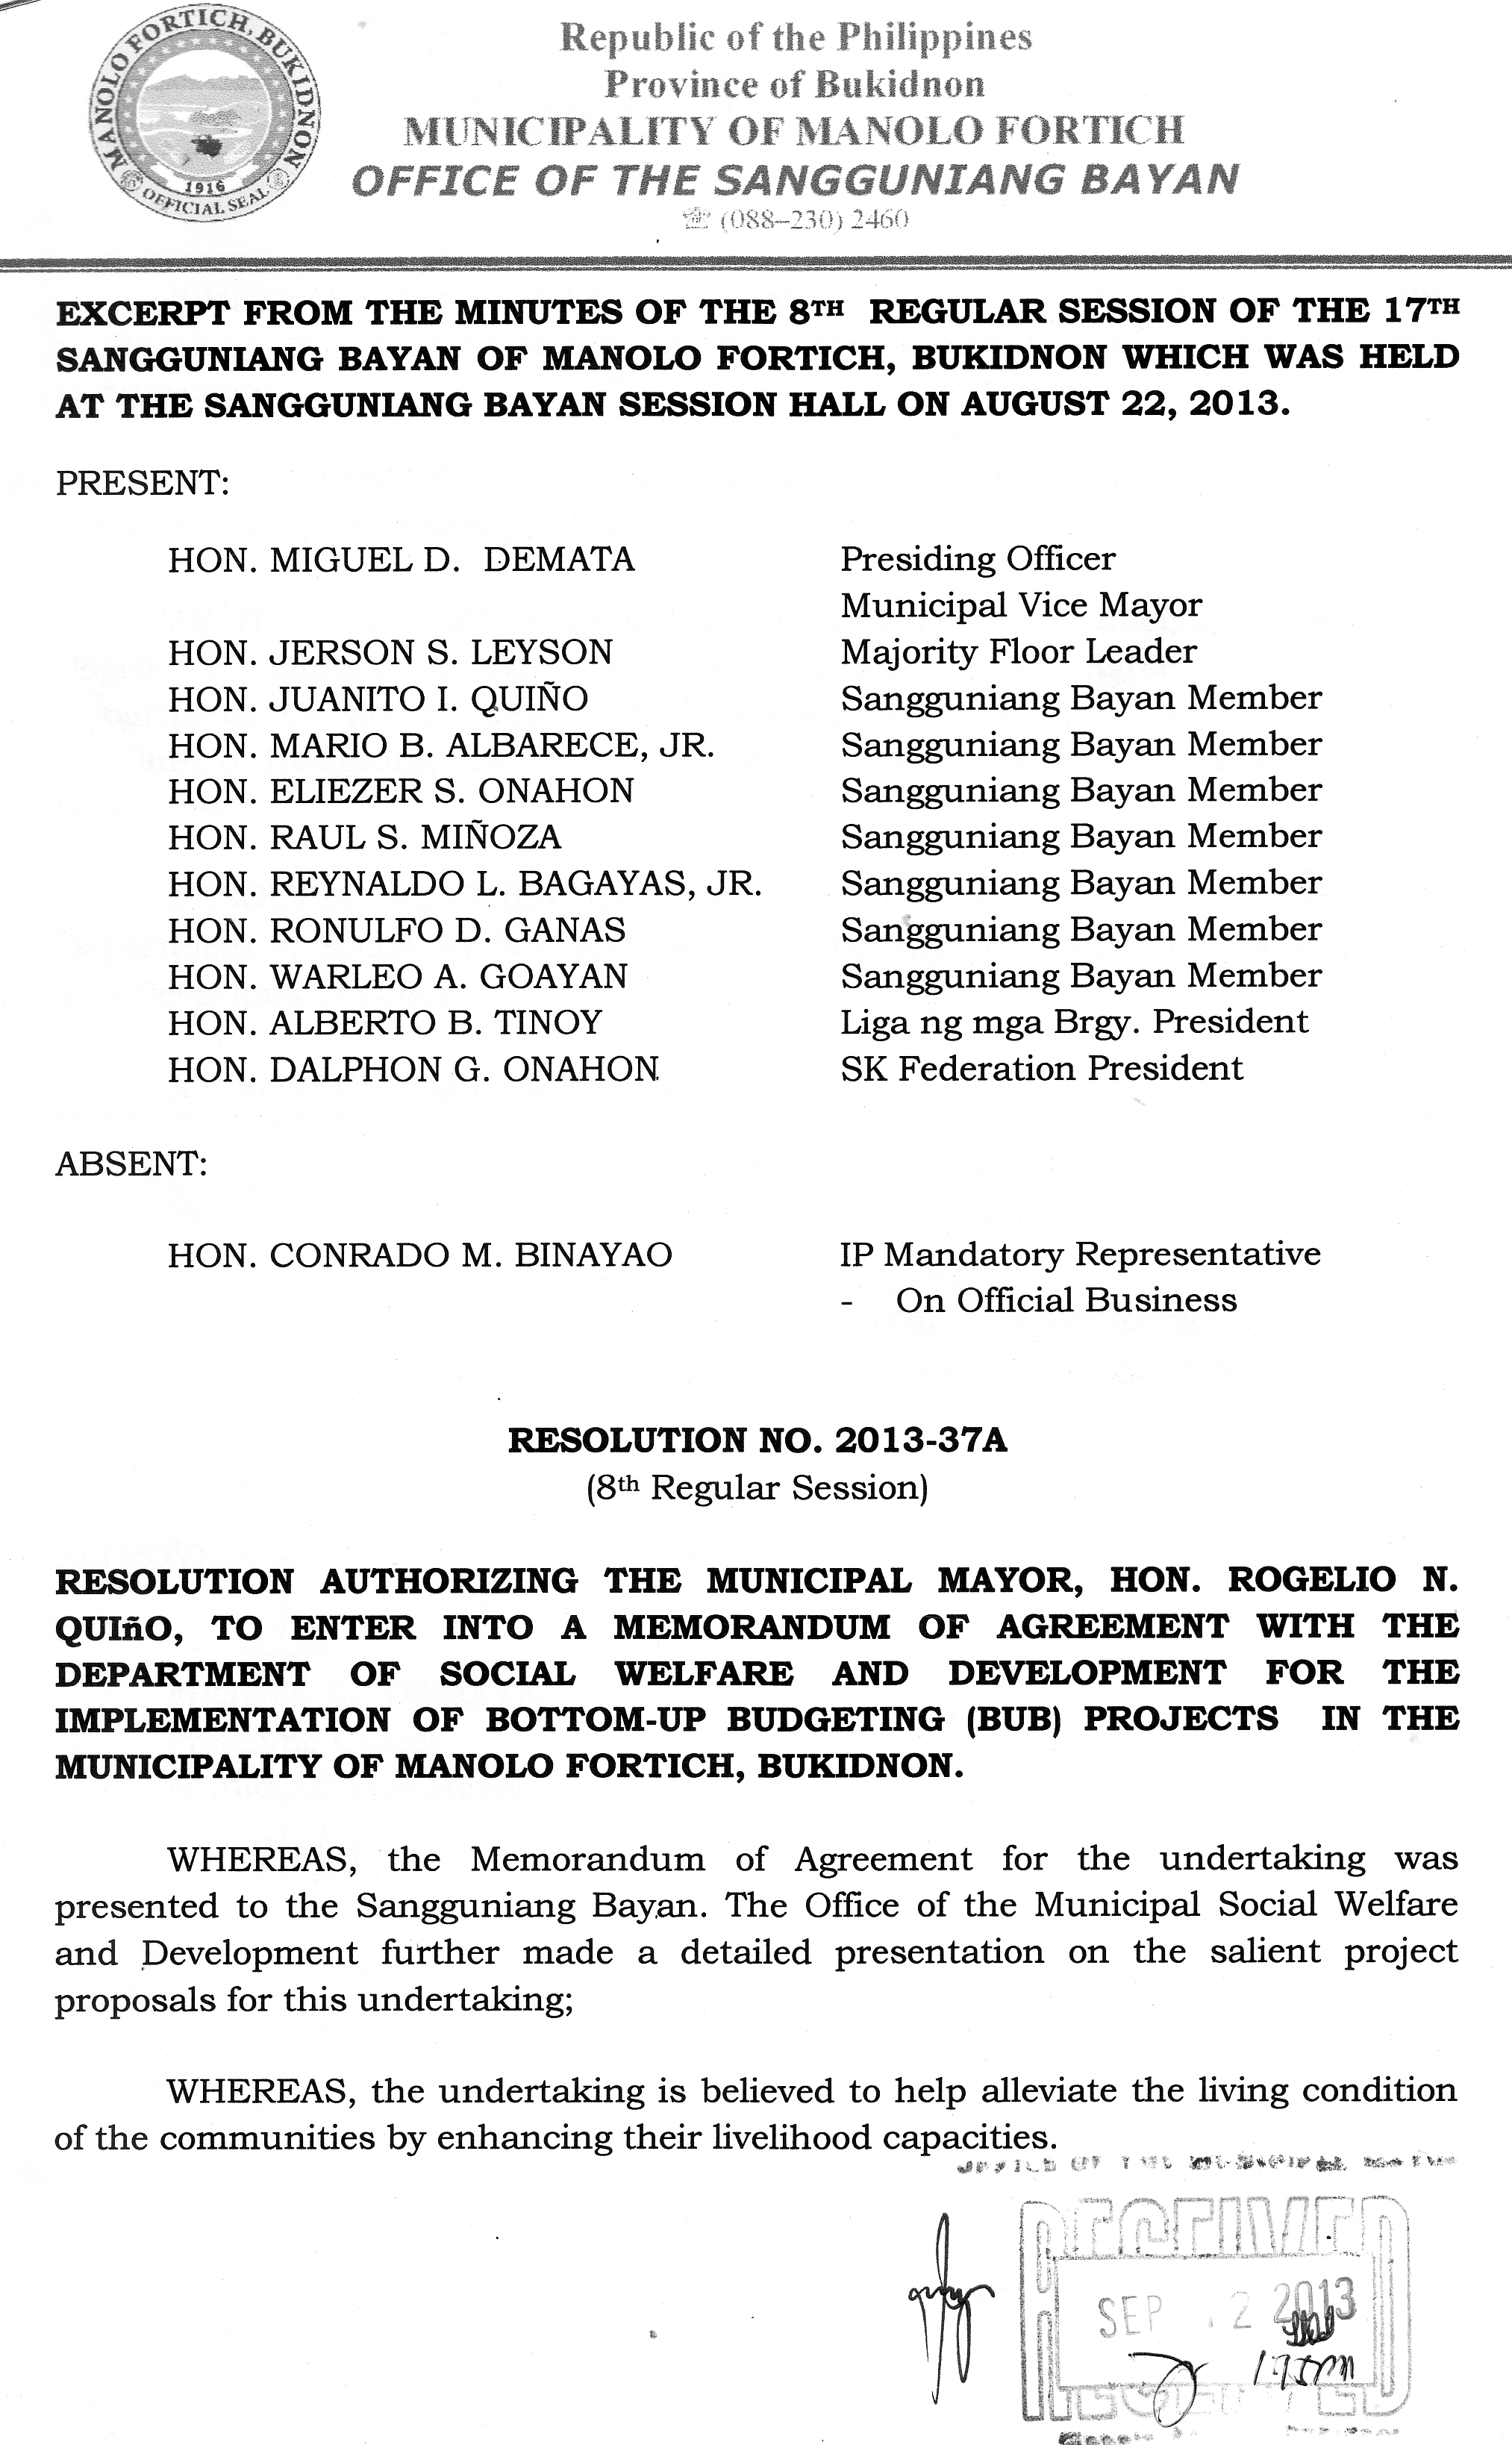 MANOLO FORTICH, BUKIDNON
1916
OFFICIAL SEAL
Republic of the Philippines
Province of Bukidnon
MUNICIPALITY OF MANOLO FORTICH
OFFICE OF THE SANGGUNIANG BAYAN
☏ (088–230) 2460
EXCERPT FROM THE MINUTES OF THE 8TH REGULAR SESSION OF THE 17TH
SANGGUNIANG BAYAN OF MANOLO FORTICH, BUKIDNON WHICH WAS HELD
AT THE SANGGUNIANG BAYAN SESSION HALL ON AUGUST 22, 2013.
PRESENT:
HON. MIGUEL D. DEMATA Presiding Officer
Municipal Vice Mayor
HON. JERSON S. LEYSON Majority Floor Leader
HON. JUANITO I. QUIÑO Sangguniang Bayan Member
HON. MARIO B. ALBARECE, JR. Sangguniang Bayan Member
HON. ELIEZER S. ONAHON Sangguniang Bayan Member
HON. RAUL S. MIÑOZA Sangguniang Bayan Member
HON. REYNALDO L. BAGAYAS, JR. Sangguniang Bayan Member
HON. RONULFO D. GANAS Sangguniang Bayan Member
HON. WARLEO A. GOAYAN Sangguniang Bayan Member
HON. ALBERTO B. TINOY Liga ng mga Brgy. President
HON. DALPHON G. ONAHON SK Federation President
ABSENT:
HON. CONRADO M. BINAYAO IP Mandatory Representative
- On Official Business
RESOLUTION NO. 2013-37A
(8th Regular Session)
RESOLUTION AUTHORIZING THE MUNICIPAL MAYOR, HON. ROGELIO N.
QUIñO, TO ENTER INTO A MEMORANDUM OF AGREEMENT WITH THE
DEPARTMENT OF SOCIAL WELFARE AND DEVELOPMENT FOR THE
IMPLEMENTATION OF BOTTOM-UP BUDGETING (BUB) PROJECTS IN THE
MUNICIPALITY OF MANOLO FORTICH, BUKIDNON.
WHEREAS, the Memorandum of Agreement for the undertaking was
presented to the Sangguniang Bayan. The Office of the Municipal Social Welfare
and Development further made a detailed presentation on the salient project
proposals for this undertaking;
WHEREAS, the undertaking is believed to help alleviate the living condition
of the communities by enhancing their livelihood capacities.
OFFICE OF THE MUNICIPAL MAYOR
RECEIVED
SEP 2 2013